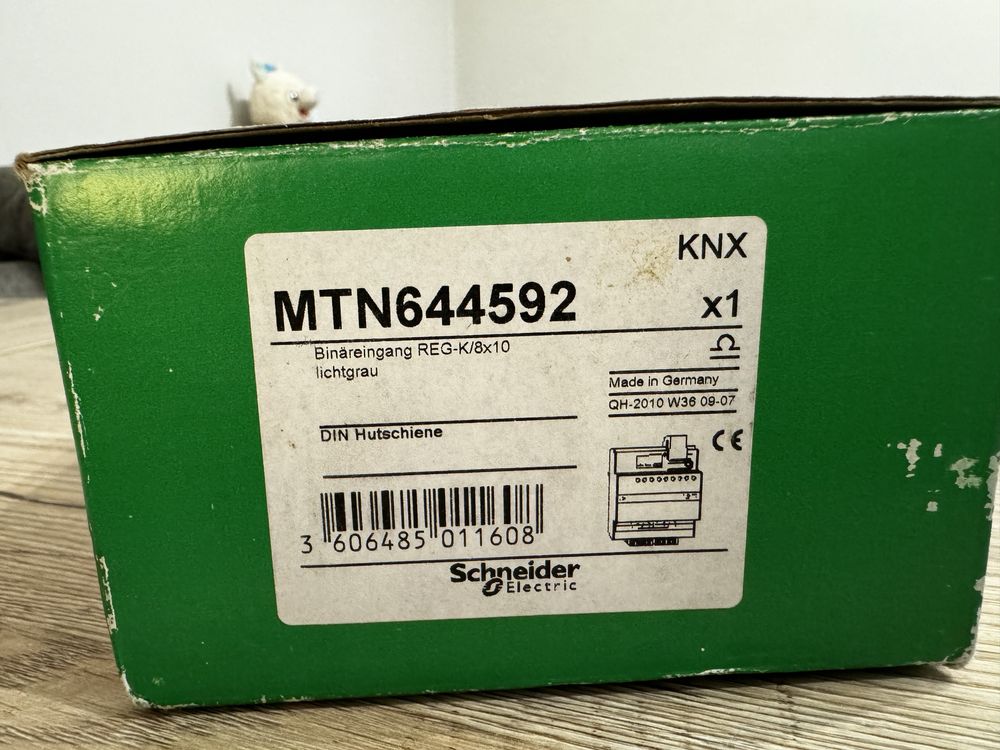 KNX
MTN644592 x1
Binäreingang REG-K/8x10
lichtgrau
Made in Germany
QH-2010 W36 09-07
DIN Hutschiene
CE
3 606485 011608
Schneider
Electric